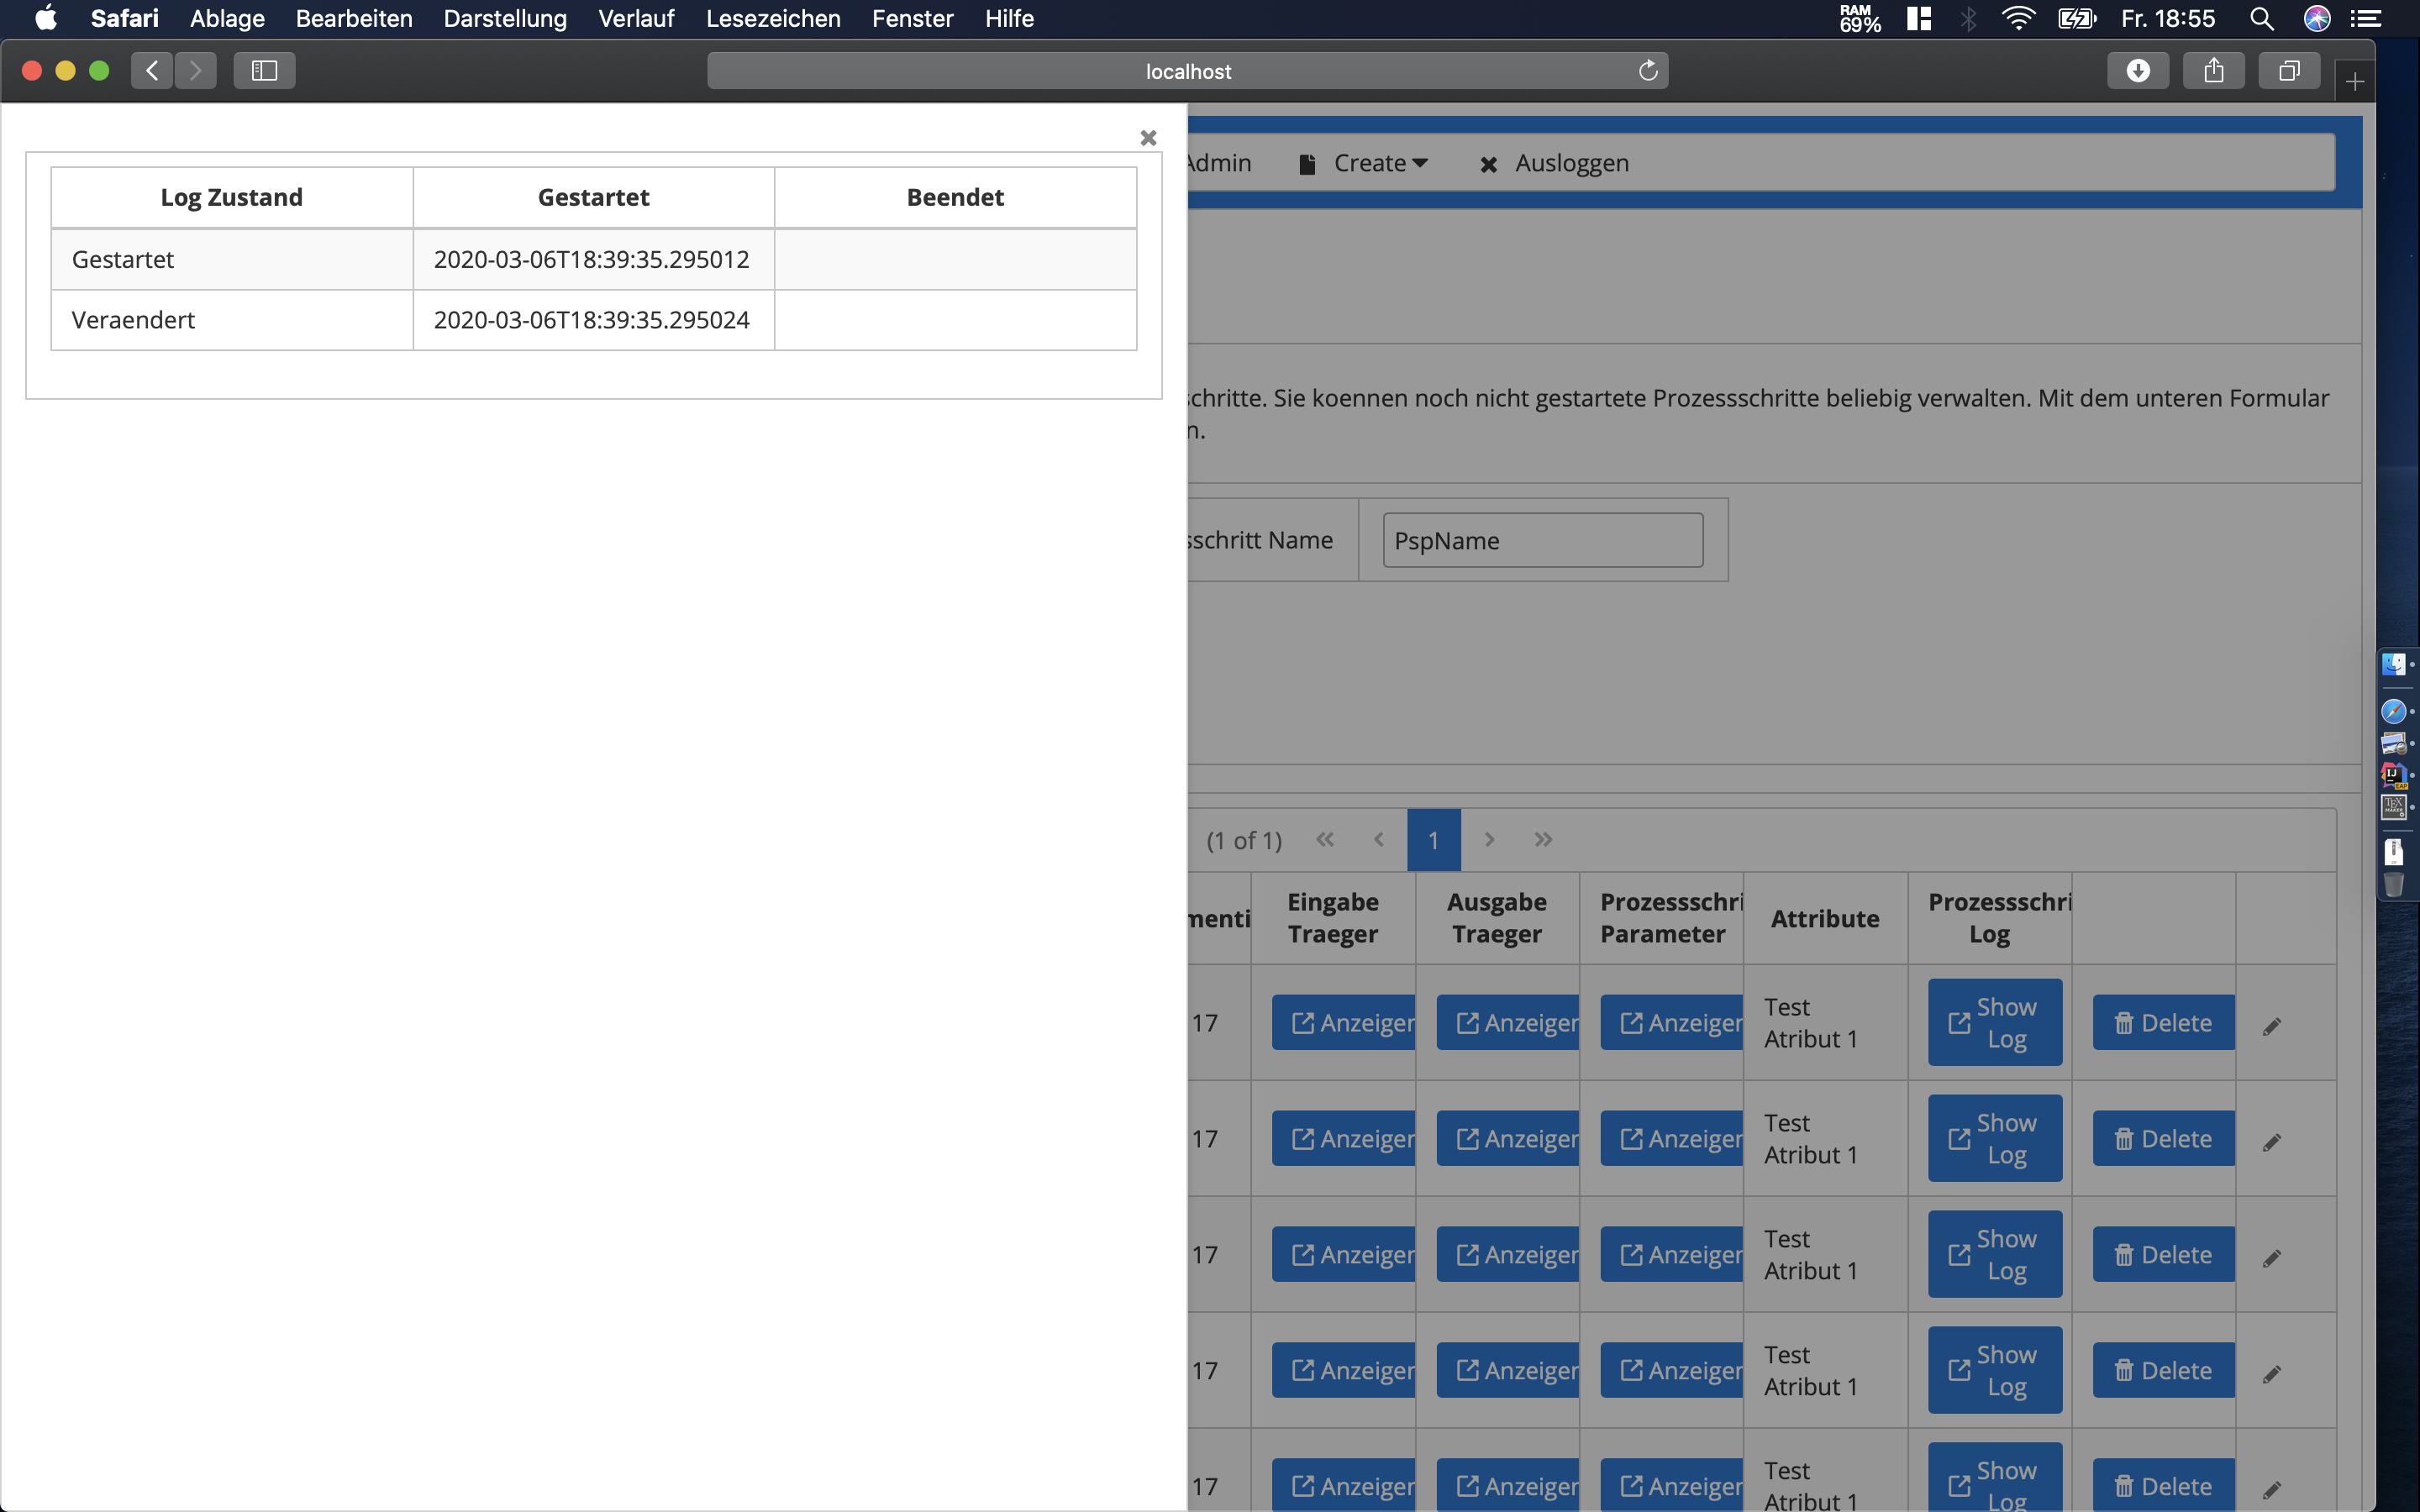 Safari Ablage Bearbeiten Darstellung Verlauf Lesezeichen Fenster Hilfe RAM 69% Fr. 18:55
localhost
Log Zustand Gestartet Beendet
Gestartet 2020-03-06T18:39:35.295012
Veraendert 2020-03-06T18:39:35.295024
Admin Create Ausloggen
schritte. Sie koennen noch nicht gestartete Prozessschritte beliebig verwalten. Mit dem unteren Formular
n.
sschritt Name PspName
(1 of 1) « ‹ 1 › »
menti Eingabe Traeger Ausgabe Traeger Prozessschri Parameter Attribute Prozessschri Log
17 Anzeiger Anzeiger Anzeiger Test Atribut 1 Show Log Delete
17 Anzeiger Anzeiger Anzeiger Test Atribut 1 Show Log Delete
17 Anzeiger Anzeiger Anzeiger Test Atribut 1 Show Log Delete
17 Anzeiger Anzeiger Anzeiger Test Atribut 1 Show Log Delete
17 Anzeiger Anzeiger Anzeiger Test Atribut 1 Show Log Delete